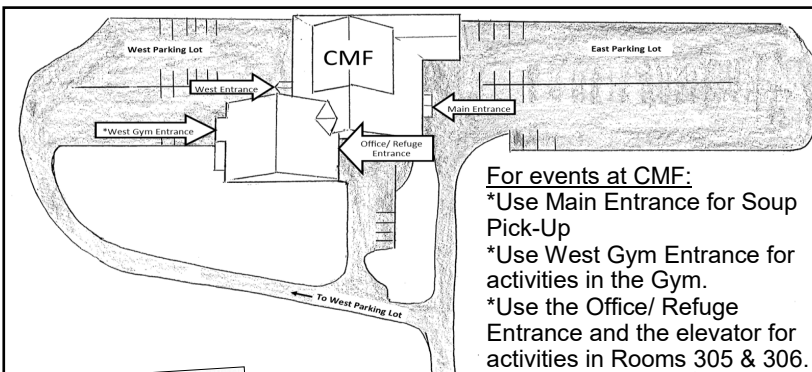 West Parking Lot
CMF
East Parking Lot
West Entrance
Main Entrance
*West Gym Entrance
Office/ Refuge
Entrance
For events at CMF:
*Use Main Entrance for Soup
Pick-Up
*Use West Gym Entrance for
activities in the Gym.
*Use the Office/ Refuge
Entrance and the elevator for
activities in Rooms 305 & 306.
To West Parking Lot